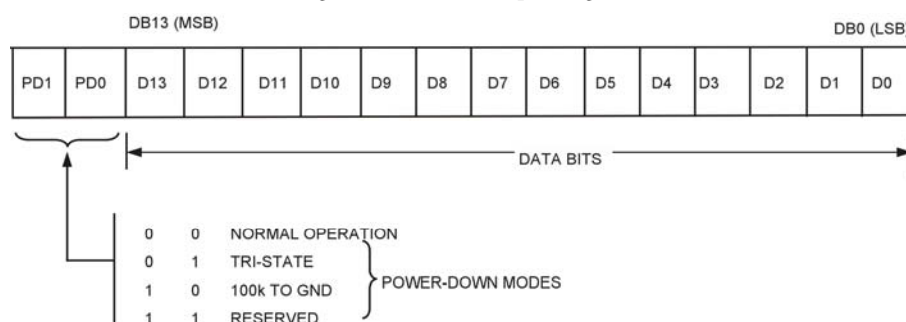 DB13 (MSB) DB0 (LSB)
PD1 PD0 D13 D12 D11 D10 D9 D8 D7 D6 D5 D4 D3 D2 D1 D0
DATA BITS
0 0 NORMAL OPERATION
0 1 TRI-STATE
1 0 100k TO GND
POWER-DOWN MODES
1 1 RESERVED